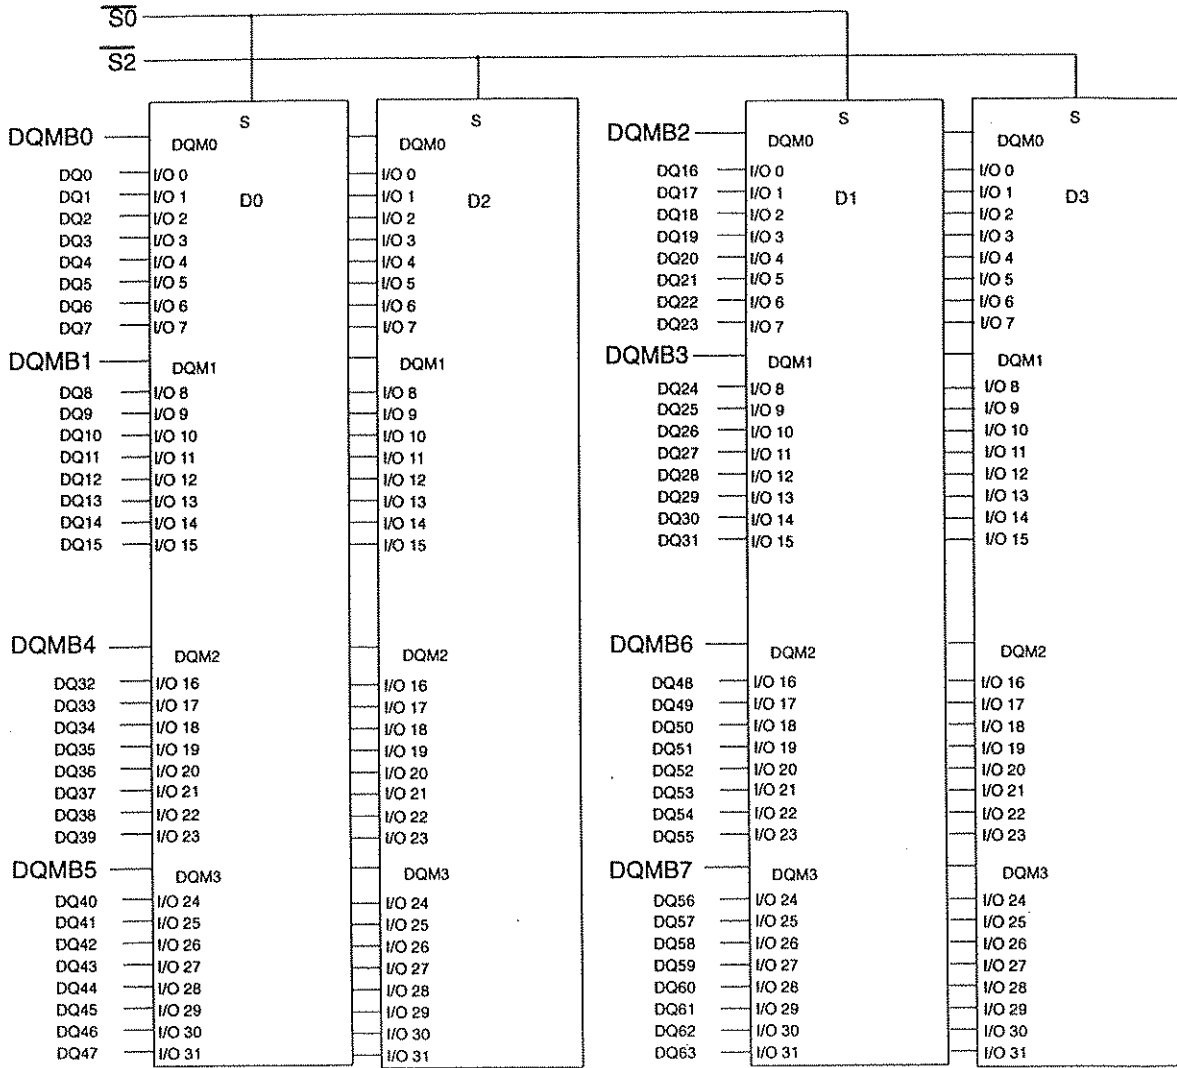 S0
S2
S S S S
DQMB0 DQM0 DQM0 DQMB2 DQM0 DQM0
DQ0 I/O 0 I/O 0 DQ16 I/O 0 I/O 0
DQ1 I/O 1 D0 I/O 1 D2 DQ17 I/O 1 D1 I/O 1 D3
DQ2 I/O 2 I/O 2 DQ18 I/O 2 I/O 2
DQ3 I/O 3 I/O 3 DQ19 I/O 3 I/O 3
DQ4 I/O 4 I/O 4 DQ20 I/O 4 I/O 4
DQ5 I/O 5 I/O 5 DQ21 I/O 5 I/O 5
DQ6 I/O 6 I/O 6 DQ22 I/O 6 I/O 6
DQ7 I/O 7 I/O 7 DQ23 I/O 7 I/O 7
DQMB1 DQM1 DQM1 DQMB3 DQM1 DQM1
DQ8 I/O 8 I/O 8 DQ24 I/O 8 I/O 8
DQ9 I/O 9 I/O 9 DQ25 I/O 9 I/O 9
DQ10 I/O 10 I/O 10 DQ26 I/O 10 I/O 10
DQ11 I/O 11 I/O 11 DQ27 I/O 11 I/O 11
DQ12 I/O 12 I/O 12 DQ28 I/O 12 I/O 12
DQ13 I/O 13 I/O 13 DQ29 I/O 13 I/O 13
DQ14 I/O 14 I/O 14 DQ30 I/O 14 I/O 14
DQ15 I/O 15 I/O 15 DQ31 I/O 15 I/O 15
DQMB4 DQM2 DQM2 DQMB6 DQM2 DQM2
DQ32 I/O 16 I/O 16 DQ48 I/O 16 I/O 16
DQ33 I/O 17 I/O 17 DQ49 I/O 17 I/O 17
DQ34 I/O 18 I/O 18 DQ50 I/O 18 I/O 18
DQ35 I/O 19 I/O 19 DQ51 I/O 19 I/O 19
DQ36 I/O 20 I/O 20 DQ52 I/O 20 I/O 20
DQ37 I/O 21 I/O 21 DQ53 I/O 21 I/O 21
DQ38 I/O 22 I/O 22 DQ54 I/O 22 I/O 22
DQ39 I/O 23 I/O 23 DQ55 I/O 23 I/O 23
DQMB5 DQM3 DQM3 DQMB7 DQM3 DQM3
DQ40 I/O 24 I/O 24 DQ56 I/O 24 I/O 24
DQ41 I/O 25 I/O 25 DQ57 I/O 25 I/O 25
DQ42 I/O 26 I/O 26 DQ58 I/O 26 I/O 26
DQ43 I/O 27 I/O 27 DQ59 I/O 27 I/O 27
DQ44 I/O 28 I/O 28 DQ60 I/O 28 I/O 28
DQ45 I/O 29 I/O 29 DQ61 I/O 29 I/O 29
DQ46 I/O 30 I/O 30 DQ62 I/O 30 I/O 30
DQ47 I/O 31 I/O 31 DQ63 I/O 31 I/O 31